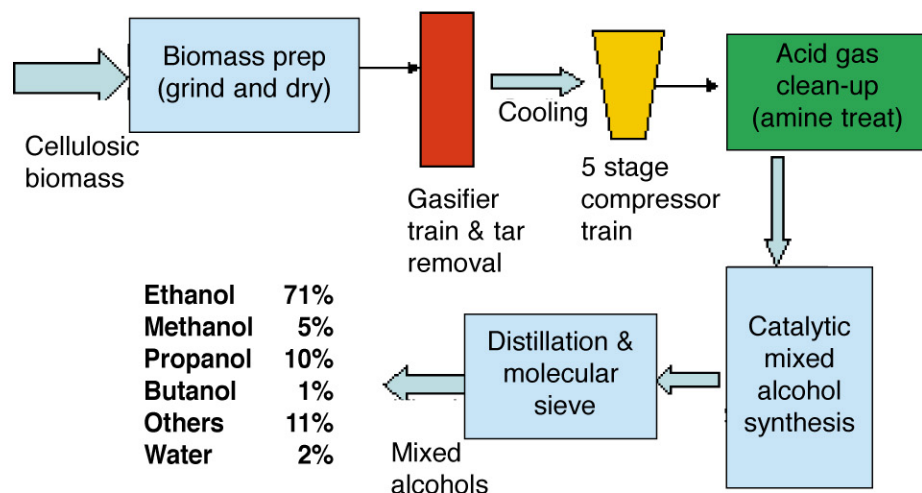 Biomass prep
(grind and dry)
Cellulosic
biomass
Gasifier
train & tar
removal
Cooling
5 stage
compressor
train
Acid gas
clean-up
(amine treat)
Catalytic
mixed
alcohol
synthesis
Distillation &
molecular
sieve
Mixed
alcohols
Ethanol 71%
Methanol 5%
Propanol 10%
Butanol 1%
Others 11%
Water 2%